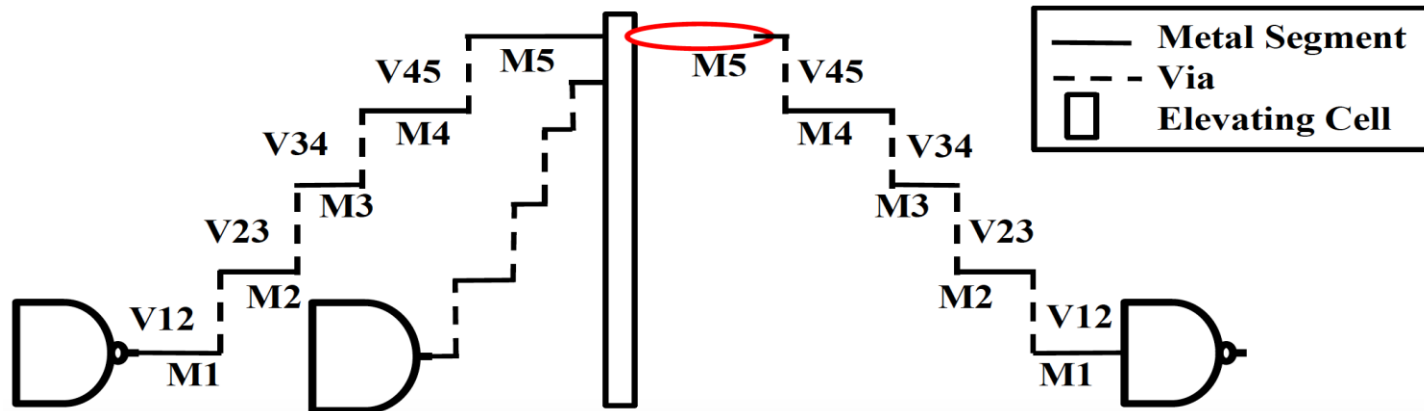 Metal Segment
Via
Elevating Cell
M5
V45
M4
V34
M3
V23
M2
V12
M1
M5
V45
M4
V34
M3
V23
M2
V12
M1